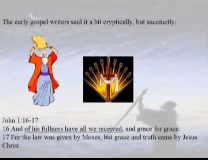 The early gospel writers said it a bit cryptically, but succinctly:
John 1:16-17
16 And of his fullness have all we received, and grace for grace.
17 For the law was given by Moses, but grace and truth came by Jesus
Christ.